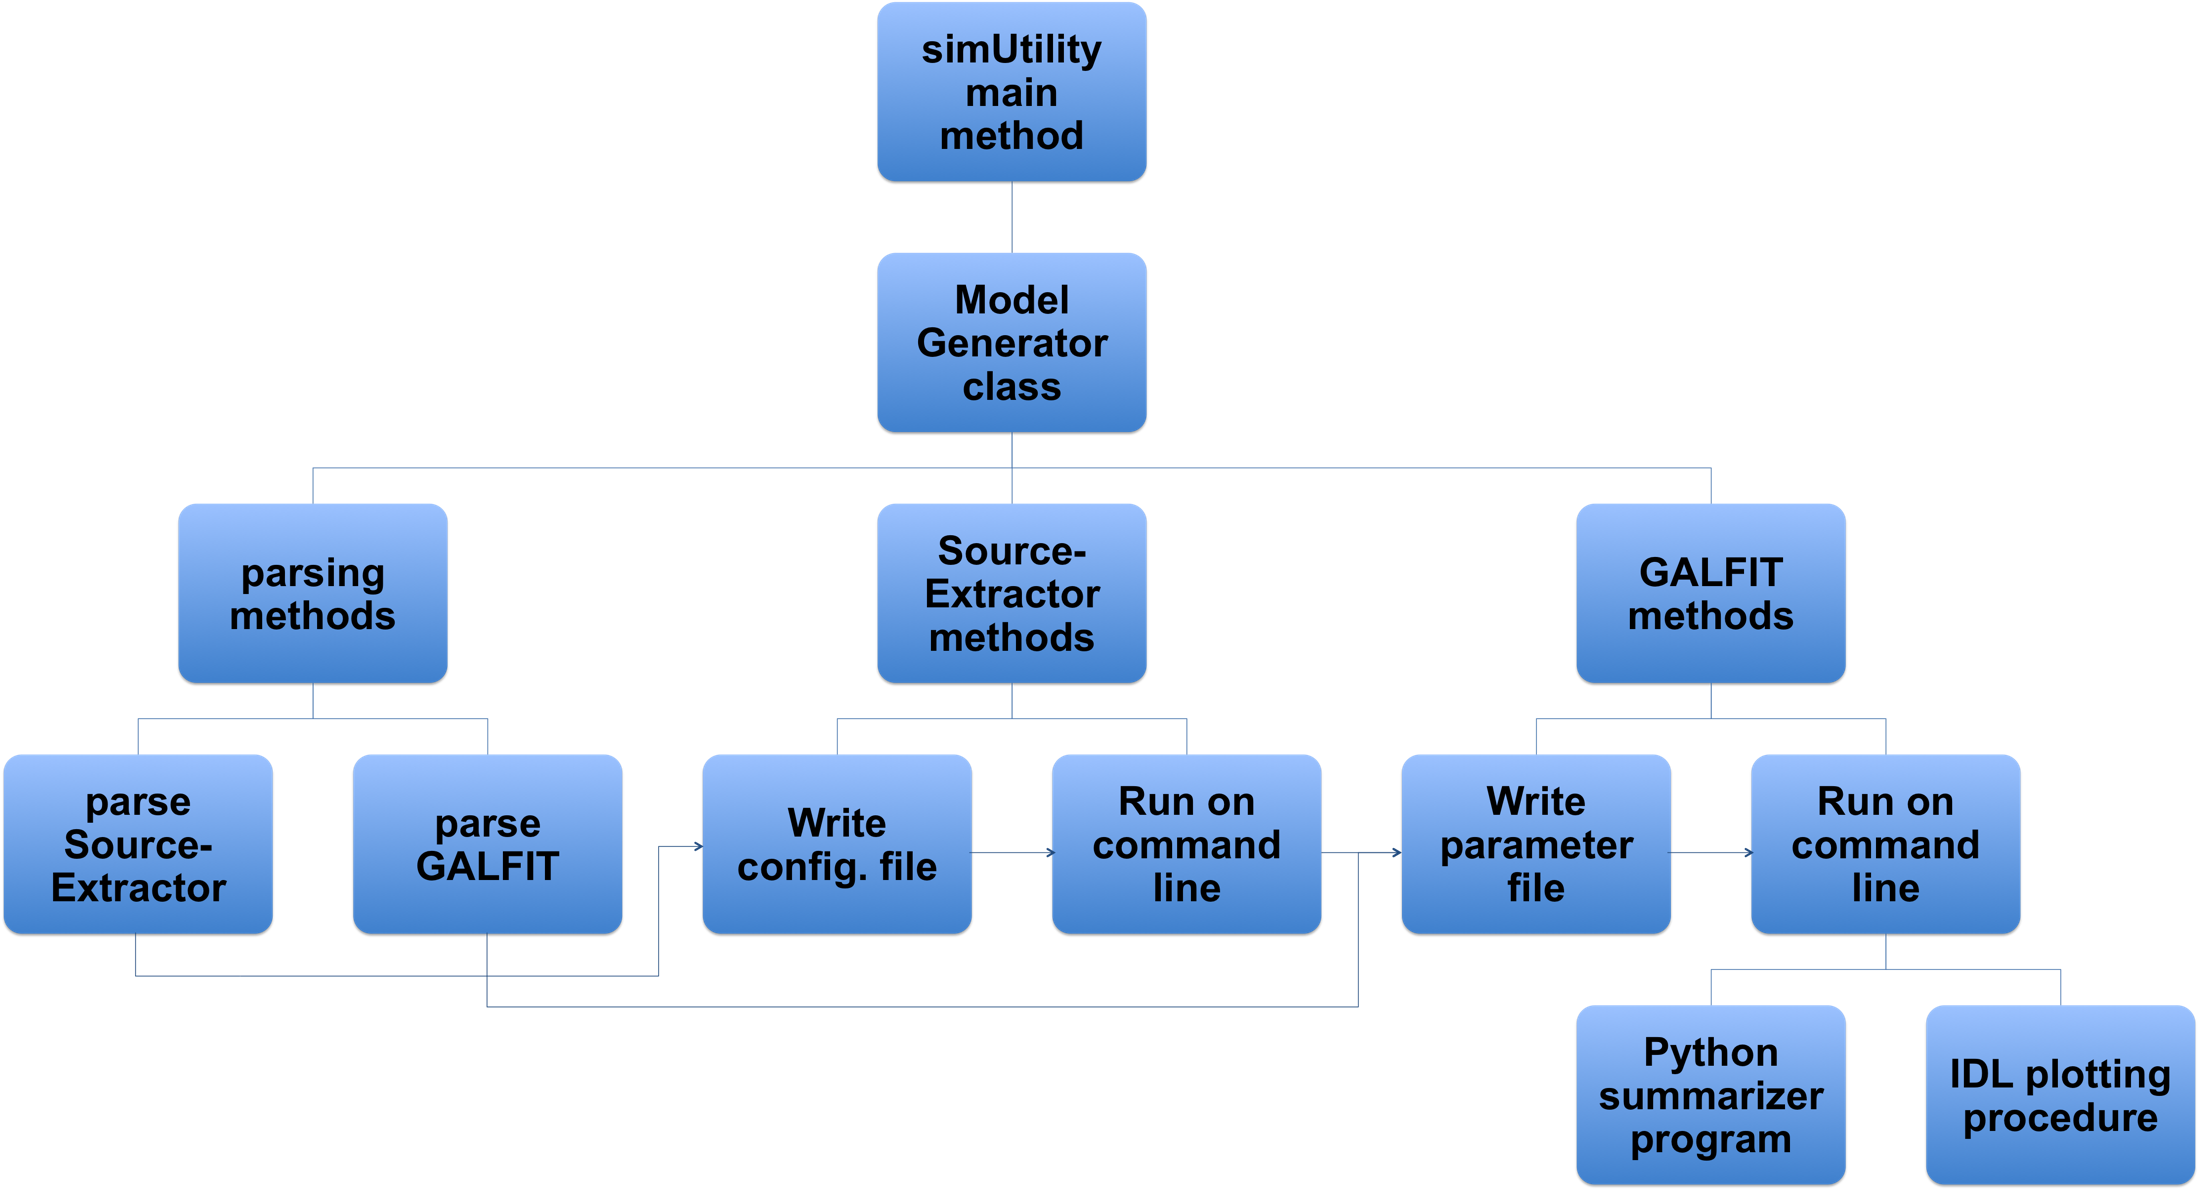 simUtility
main
method
Model
Generator
class
parsing
methods
Source-
Extractor
methods
GALFIT
methods
parse
Source-
Extractor
parse
GALFIT
Write
config. file
Run on
command
line
Write
parameter
file
Run on
command
line
Python
summarizer
program
IDL plotting
procedure